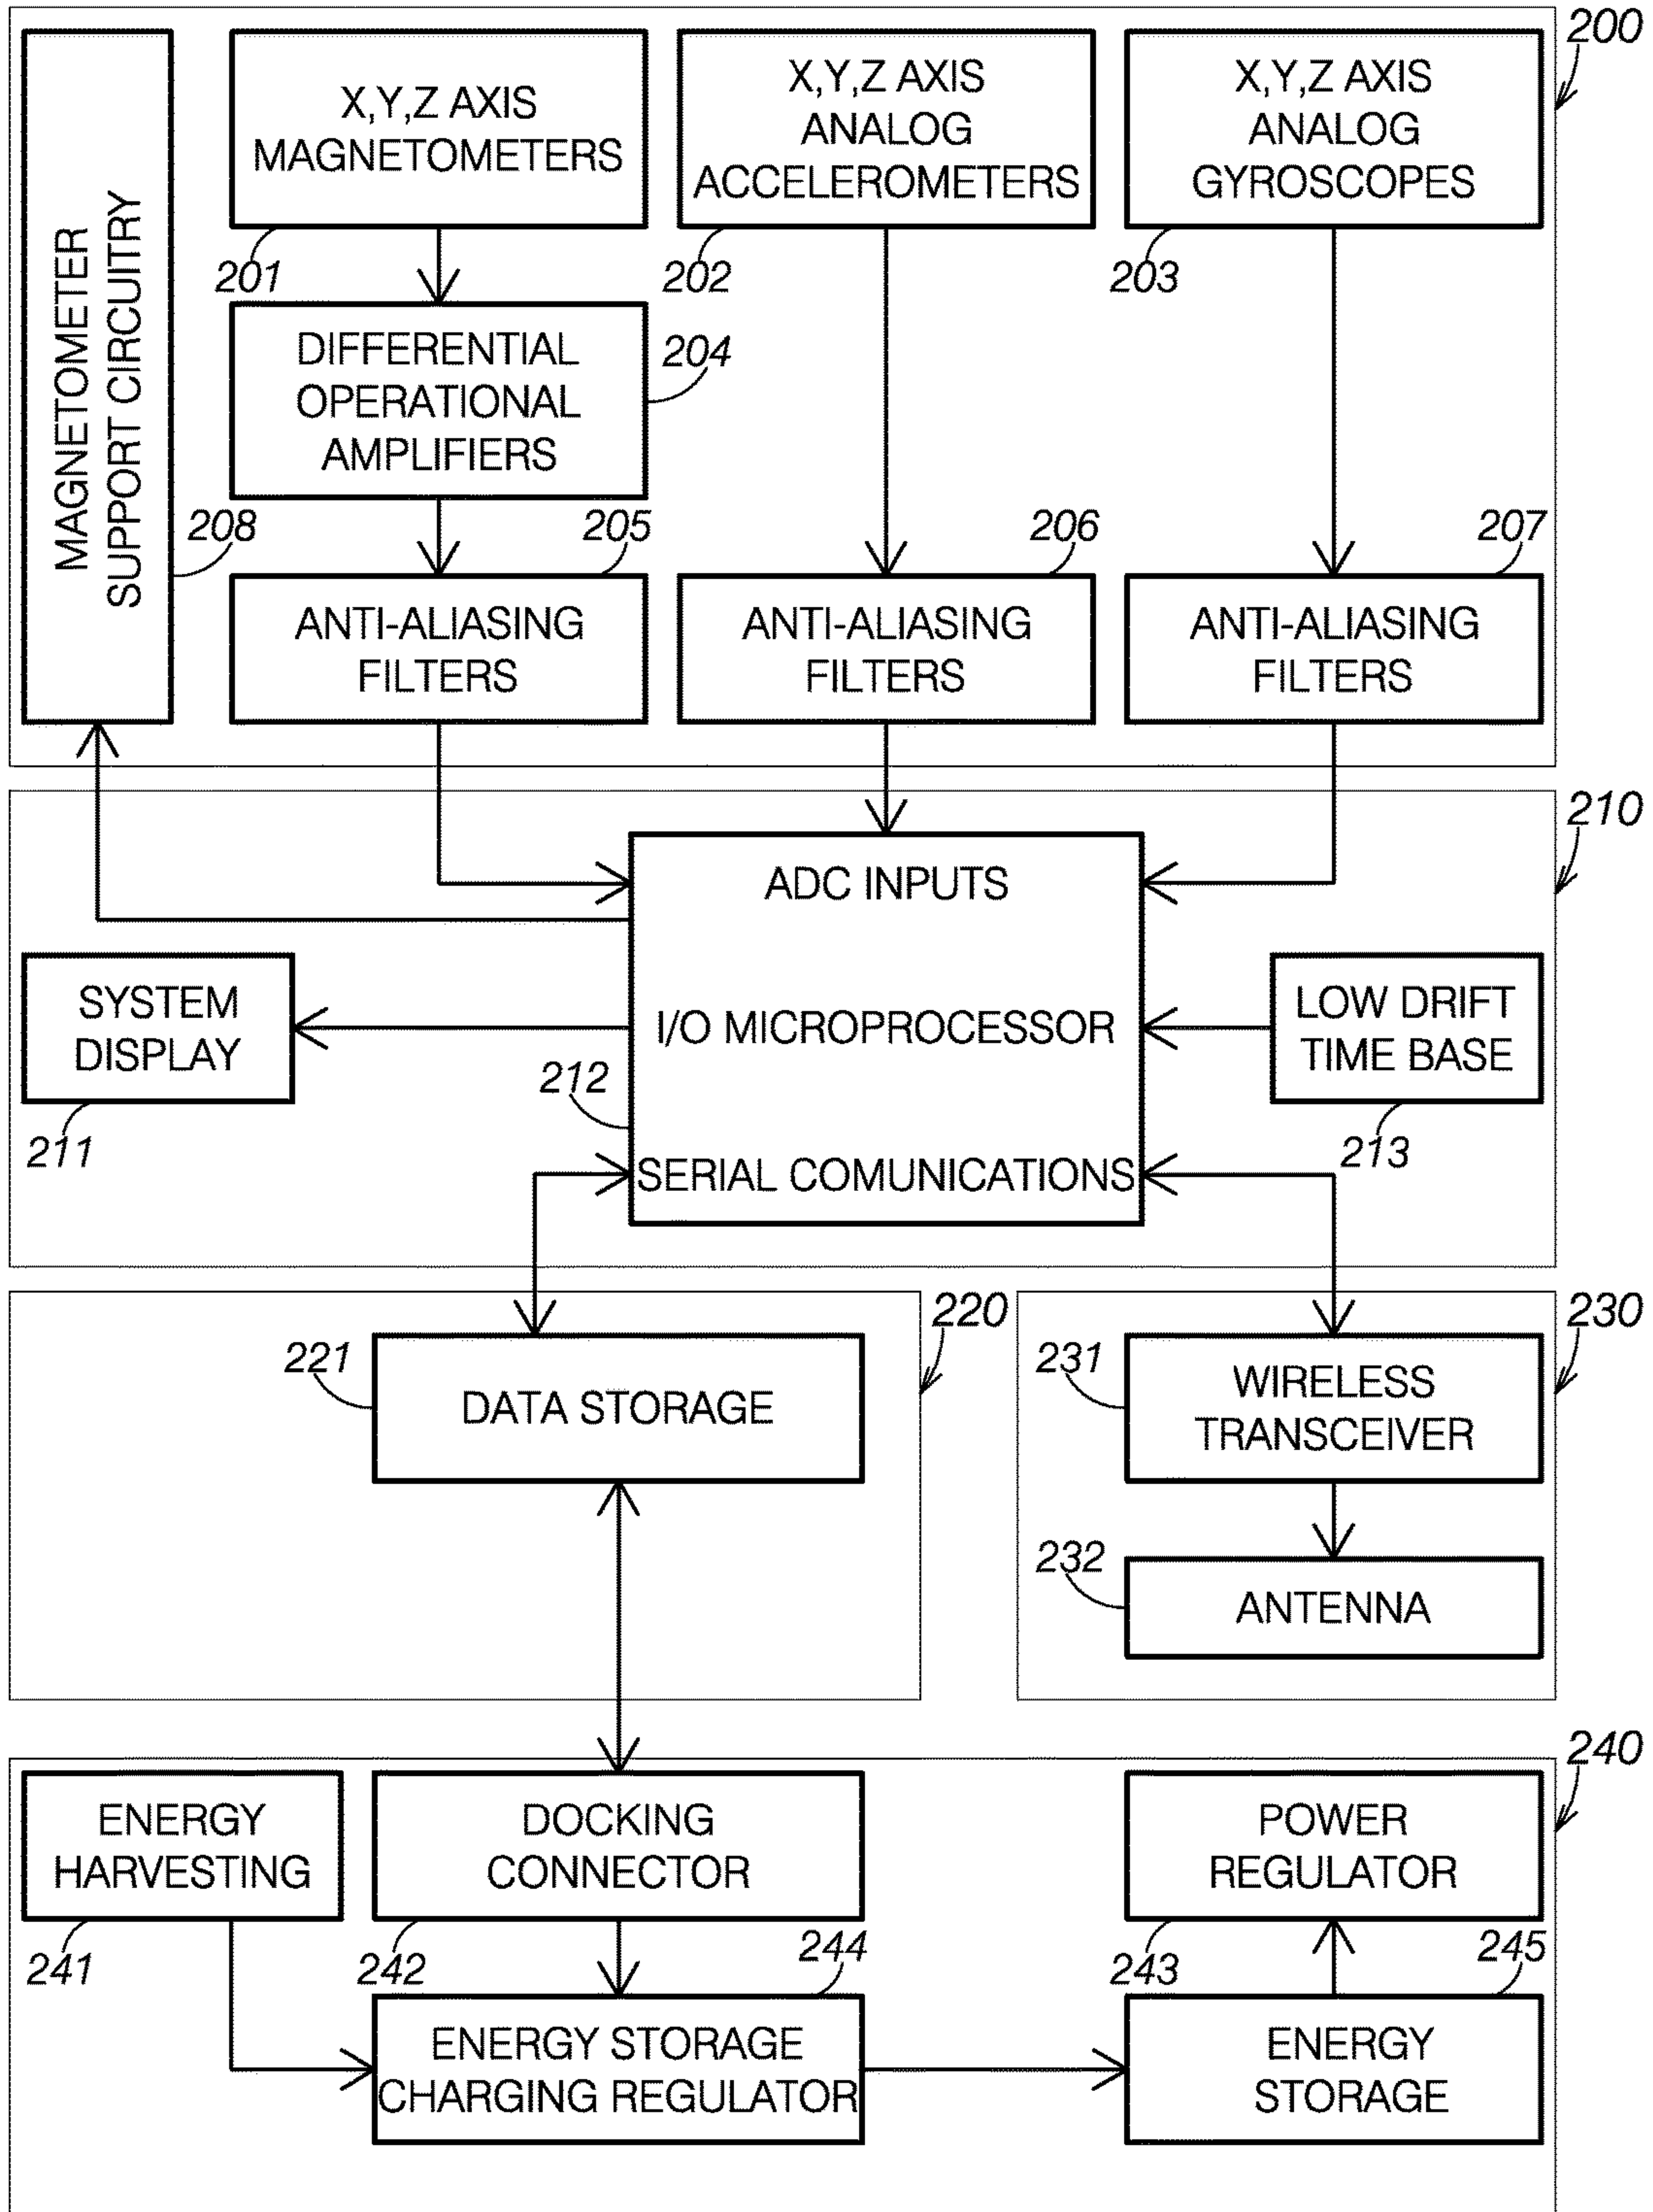 200
MAGNETOMETER
SUPPORT CIRCUITRY
X,Y,Z AXIS
MAGNETOMETERS
X,Y,Z AXIS
ANALOG
ACCELEROMETERS
X,Y,Z AXIS
ANALOG
GYROSCOPES
201
202
203
DIFFERENTIAL
OPERATIONAL
AMPLIFIERS
204
208
205
206
207
ANTI-ALIASING
FILTERS
ANTI-ALIASING
FILTERS
ANTI-ALIASING
FILTERS
210
ADC INPUTS
SYSTEM
DISPLAY
I/O MICROPROCESSOR
LOW DRIFT
TIME BASE
212
211
213
SERIAL COMUNICATIONS
220
230
221
DATA STORAGE
231
WIRELESS
TRANSCEIVER
232
ANTENNA
240
ENERGY
HARVESTING
DOCKING
CONNECTOR
POWER
REGULATOR
241
242
244
243
245
ENERGY STORAGE
CHARGING REGULATOR
ENERGY
STORAGE